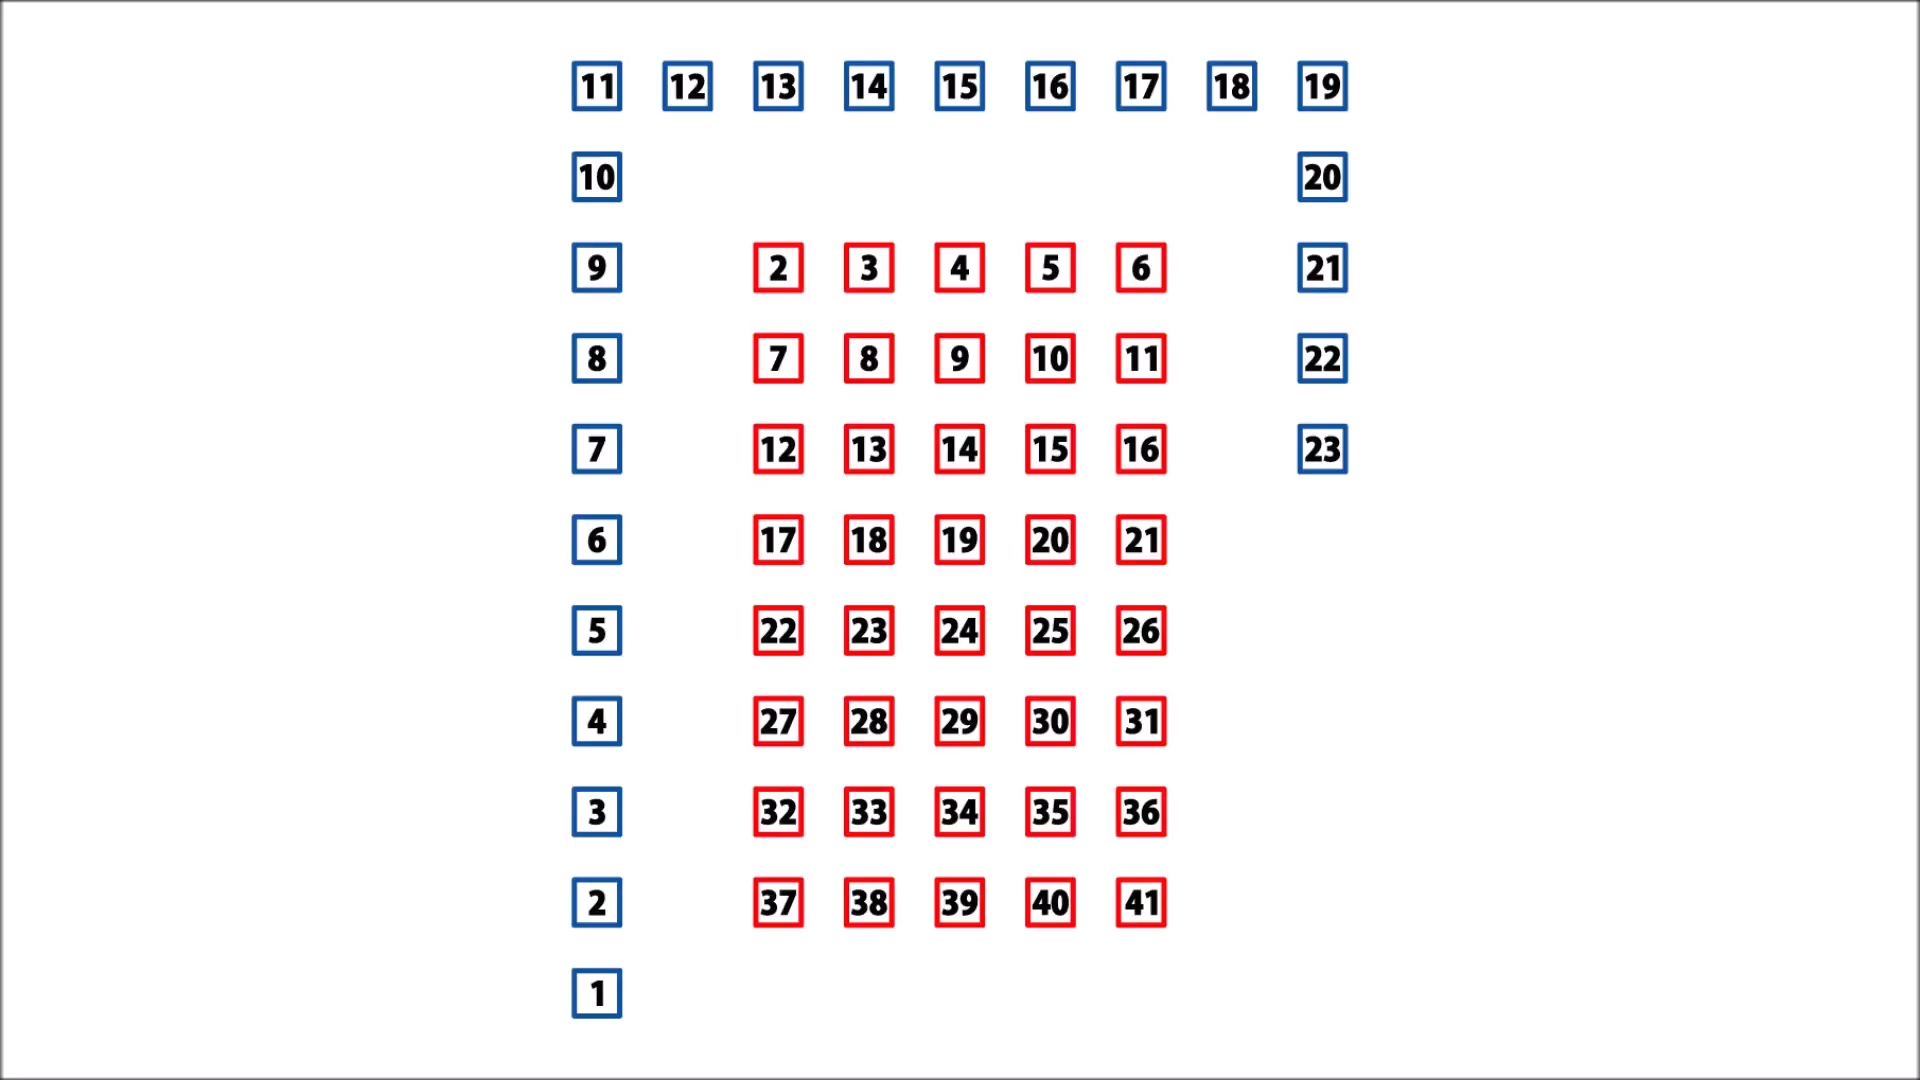 11 12 13 14 15 16 17 18 19
10 20
9 2 3 4 5 6 21
8 7 8 9 10 11 22
7 12 13 14 15 16 23
6 17 18 19 20 21
5 22 23 24 25 26
4 27 28 29 30 31
3 32 33 34 35 36
2 37 38 39 40 41
1